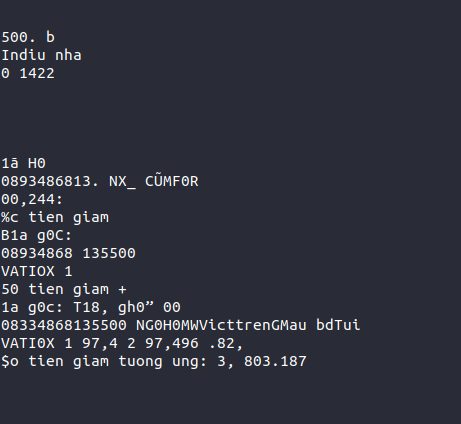 500. b
Indiu nha
0 1422
1ã H0
0893486813. NX_ CŨMF0R
00,244:
%c tien giam
B1a g0C:
08934868 135500
VATIOX 1
50 tien giam +
1a g0c: T18, gh0” 00
08334868135500 NG0H0MWVicttrenGMau bdTui
VATI0X 1 97,4 2 97,496 .82,
$o tien giam tuong ung: 3, 803.187